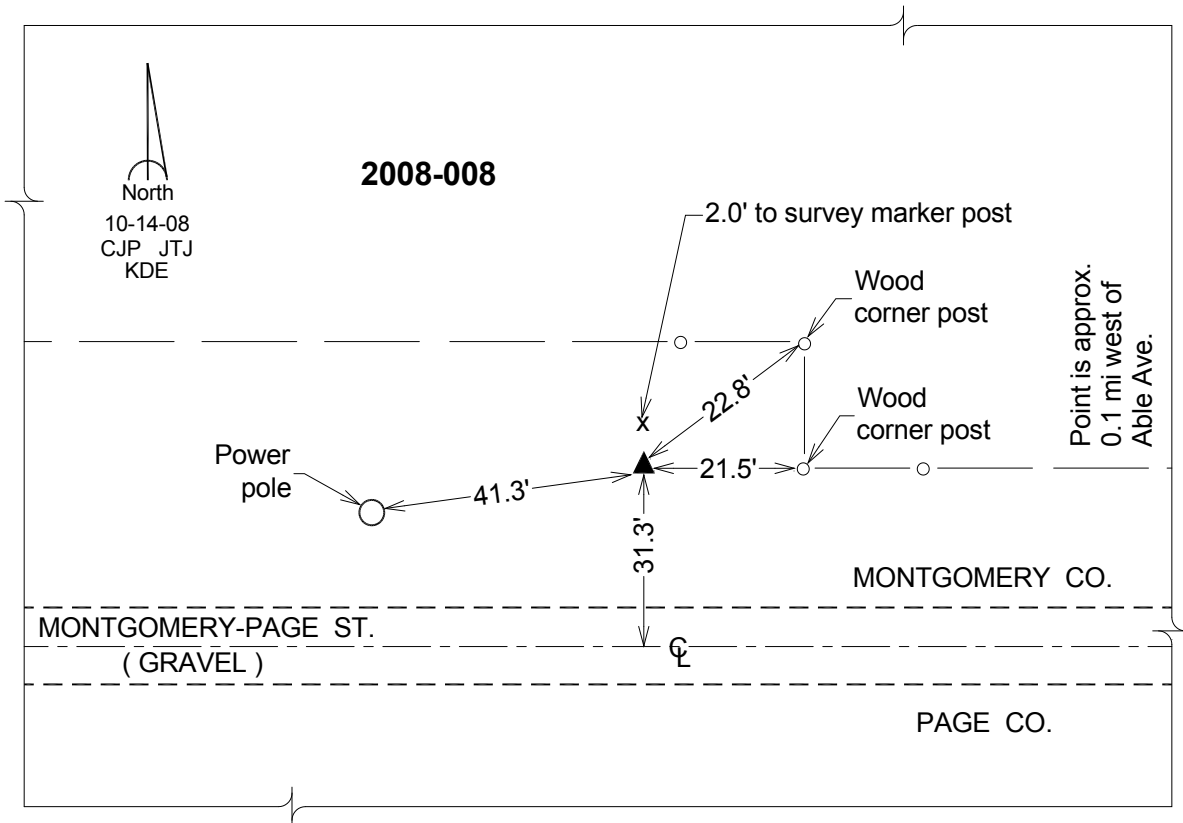 2008-008
North
10-14-08
CJP JTJ
KDE
2.0' to survey marker post
Wood
corner post
Point is approx.
0.1 mi west of
Able Ave.
22.8'
x
Wood
corner post
Power
pole
41.3'
21.5'
31.3'
MONTGOMERY CO.
MONTGOMERY-PAGE ST.
( GRAVEL )
℄
PAGE CO.